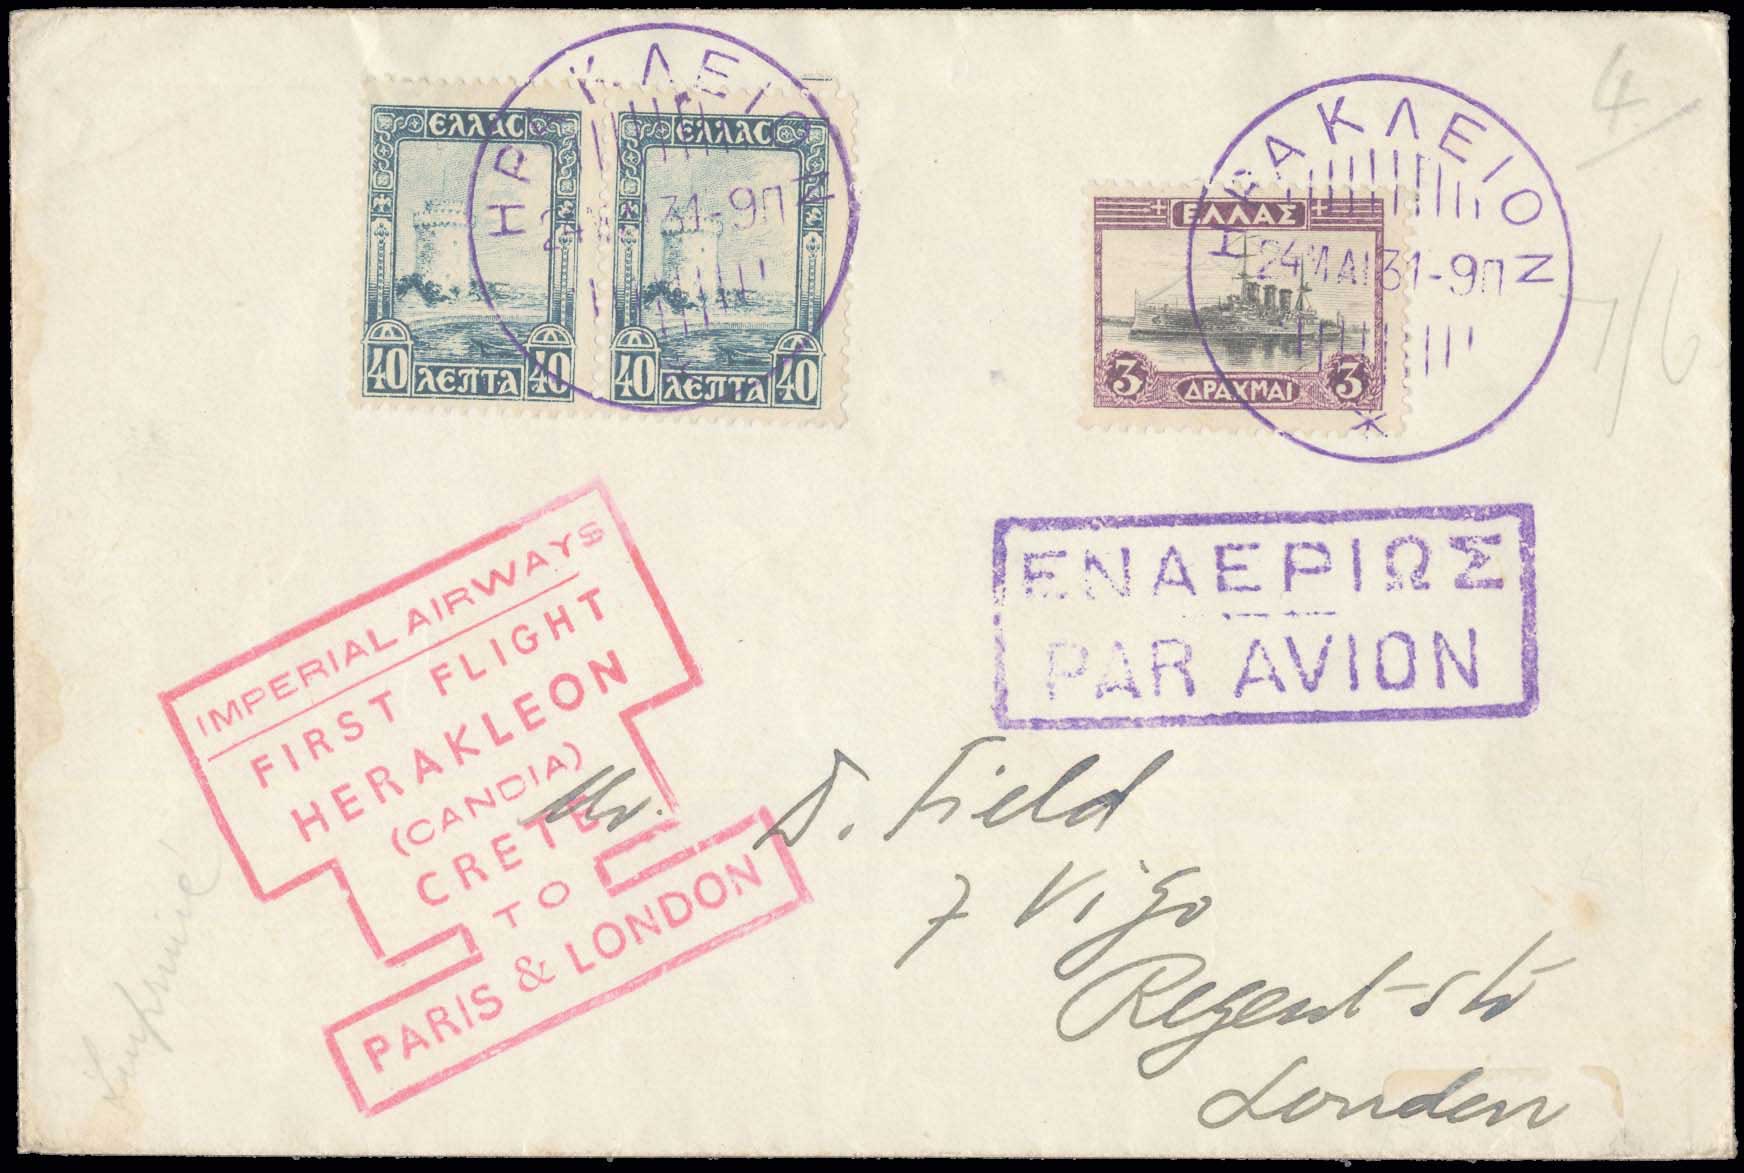 ΗΡΑΚΛΕΙΟΝ
24 ΜΑΙ 31-9Π
ΕΛΛΑΣ
ΕΛΛΑΣ
40 ΛΕΠΤΑ 40
40 ΛΕΠΤΑ 40
ΗΡΑΚΛΕΙΟΝ
24 ΜΑΙ 31-9Π
ΕΛΛΑΣ
3 ΔΡΑΧΜΑΙ 3
4
7/6
ΕΝΑΕΡΙΩΣ
PAR AVION
IMPERIAL AIRWAYS
FIRST FLIGHT
HERAKLEON
(CANDIA)
CRETE
TO
PARIS & LONDON
Mr. D. Field
7 Vigo
Regent-Str
London